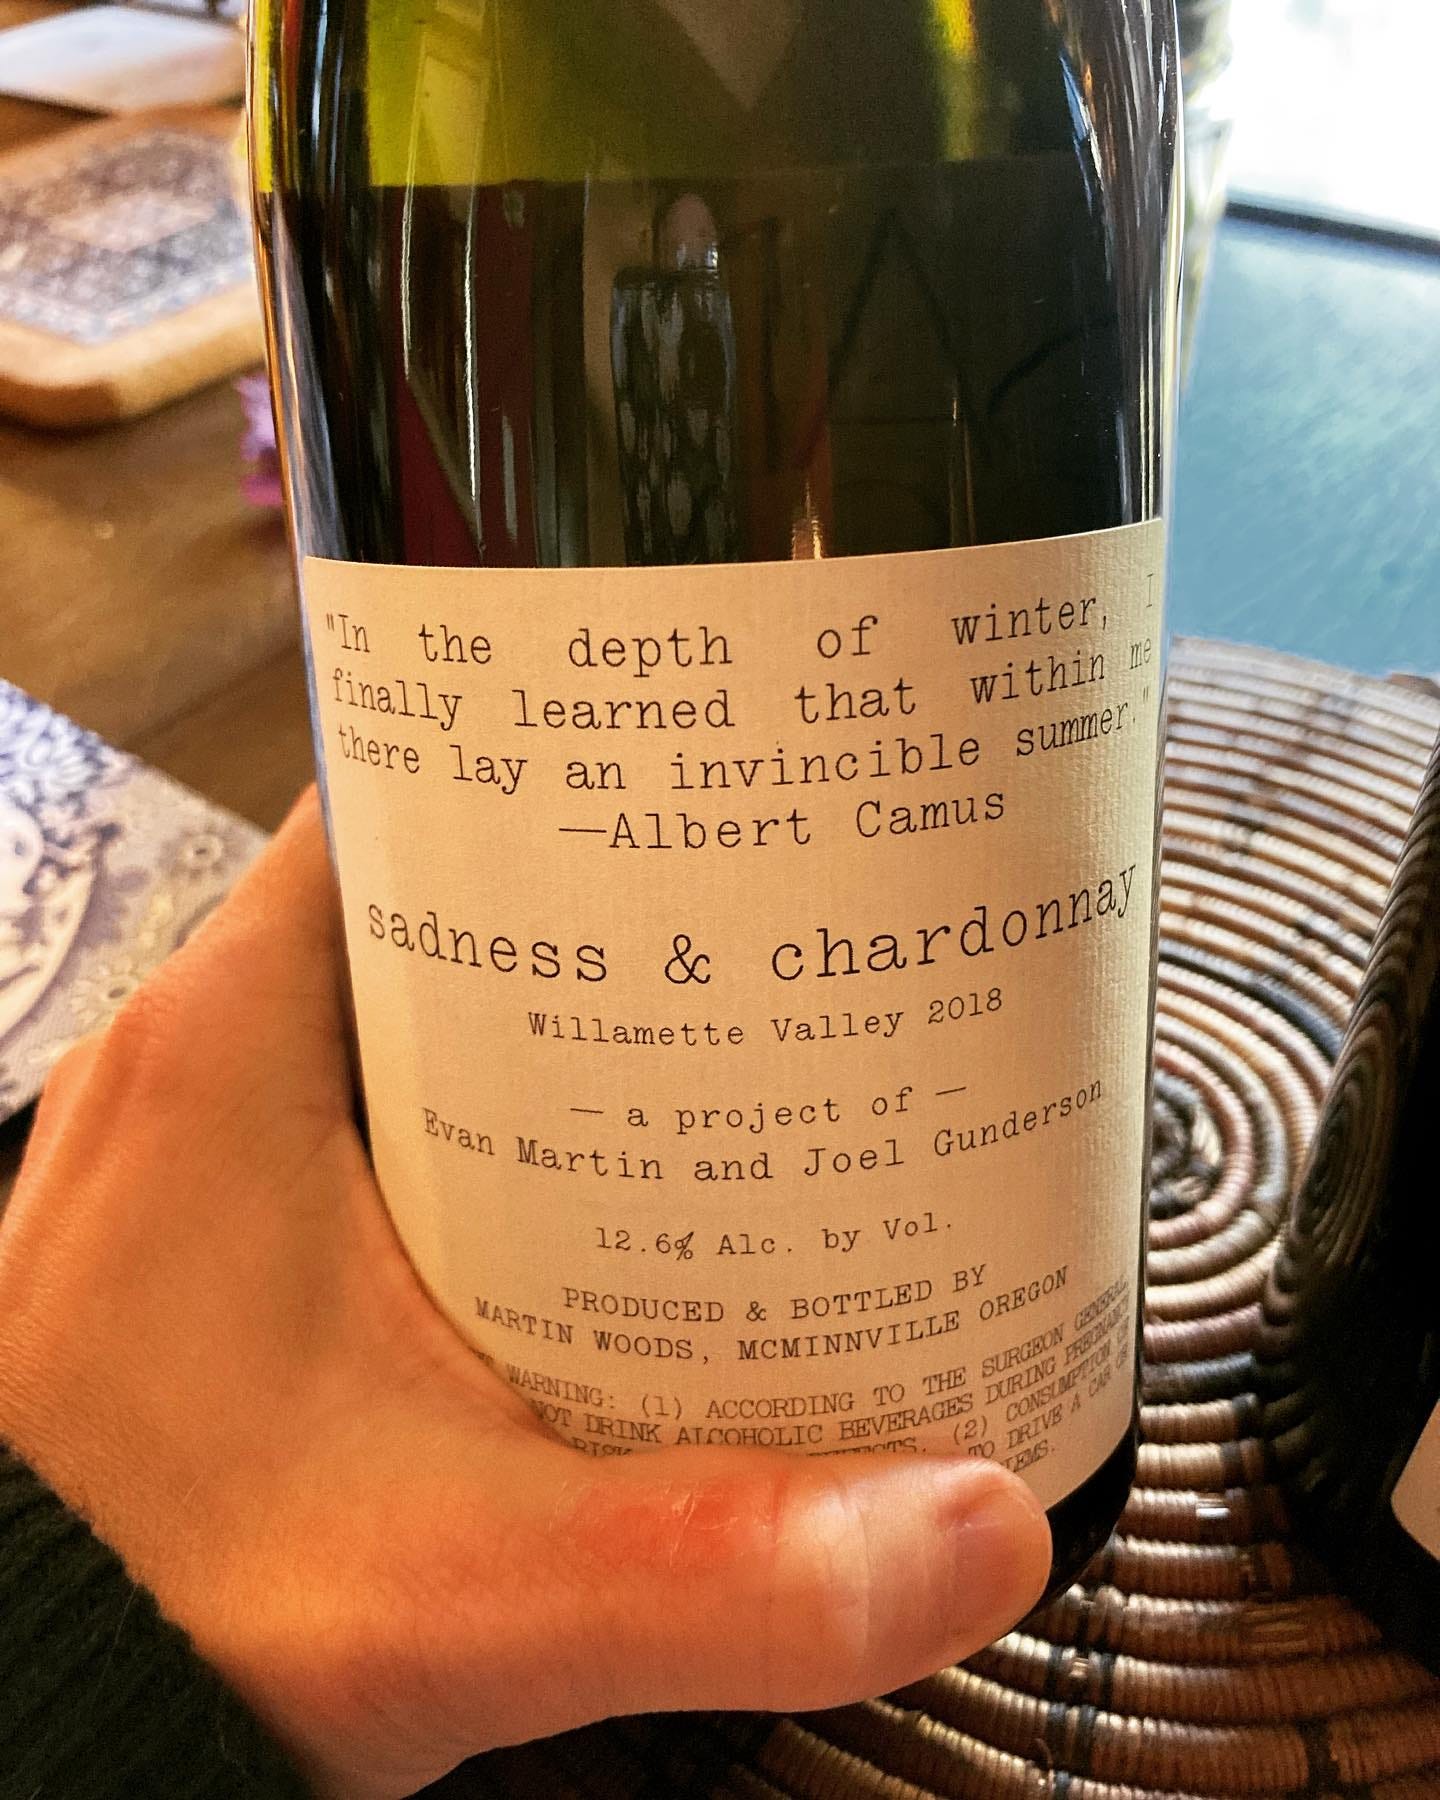 "In the depth of winter, I
finally learned that within me
there lay an invincible summer."
—Albert Camus
sadness & chardonnay
Willamette Valley 2018
— a project of —
Evan Martin and Joel Gunderson
12.6% Alc. by Vol.
PRODUCED & BOTTLED BY
MARTIN WOODS, MCMINNVILLE OREGON
WARNING: (1) ACCORDING TO THE SURGEON GENERAL
NOT DRINK ALCOHOLIC BEVERAGES DURING PREGNANCY
RISK DEFECTS. (2) CONSUMPTION OF
TO DRIVE A CAR OR